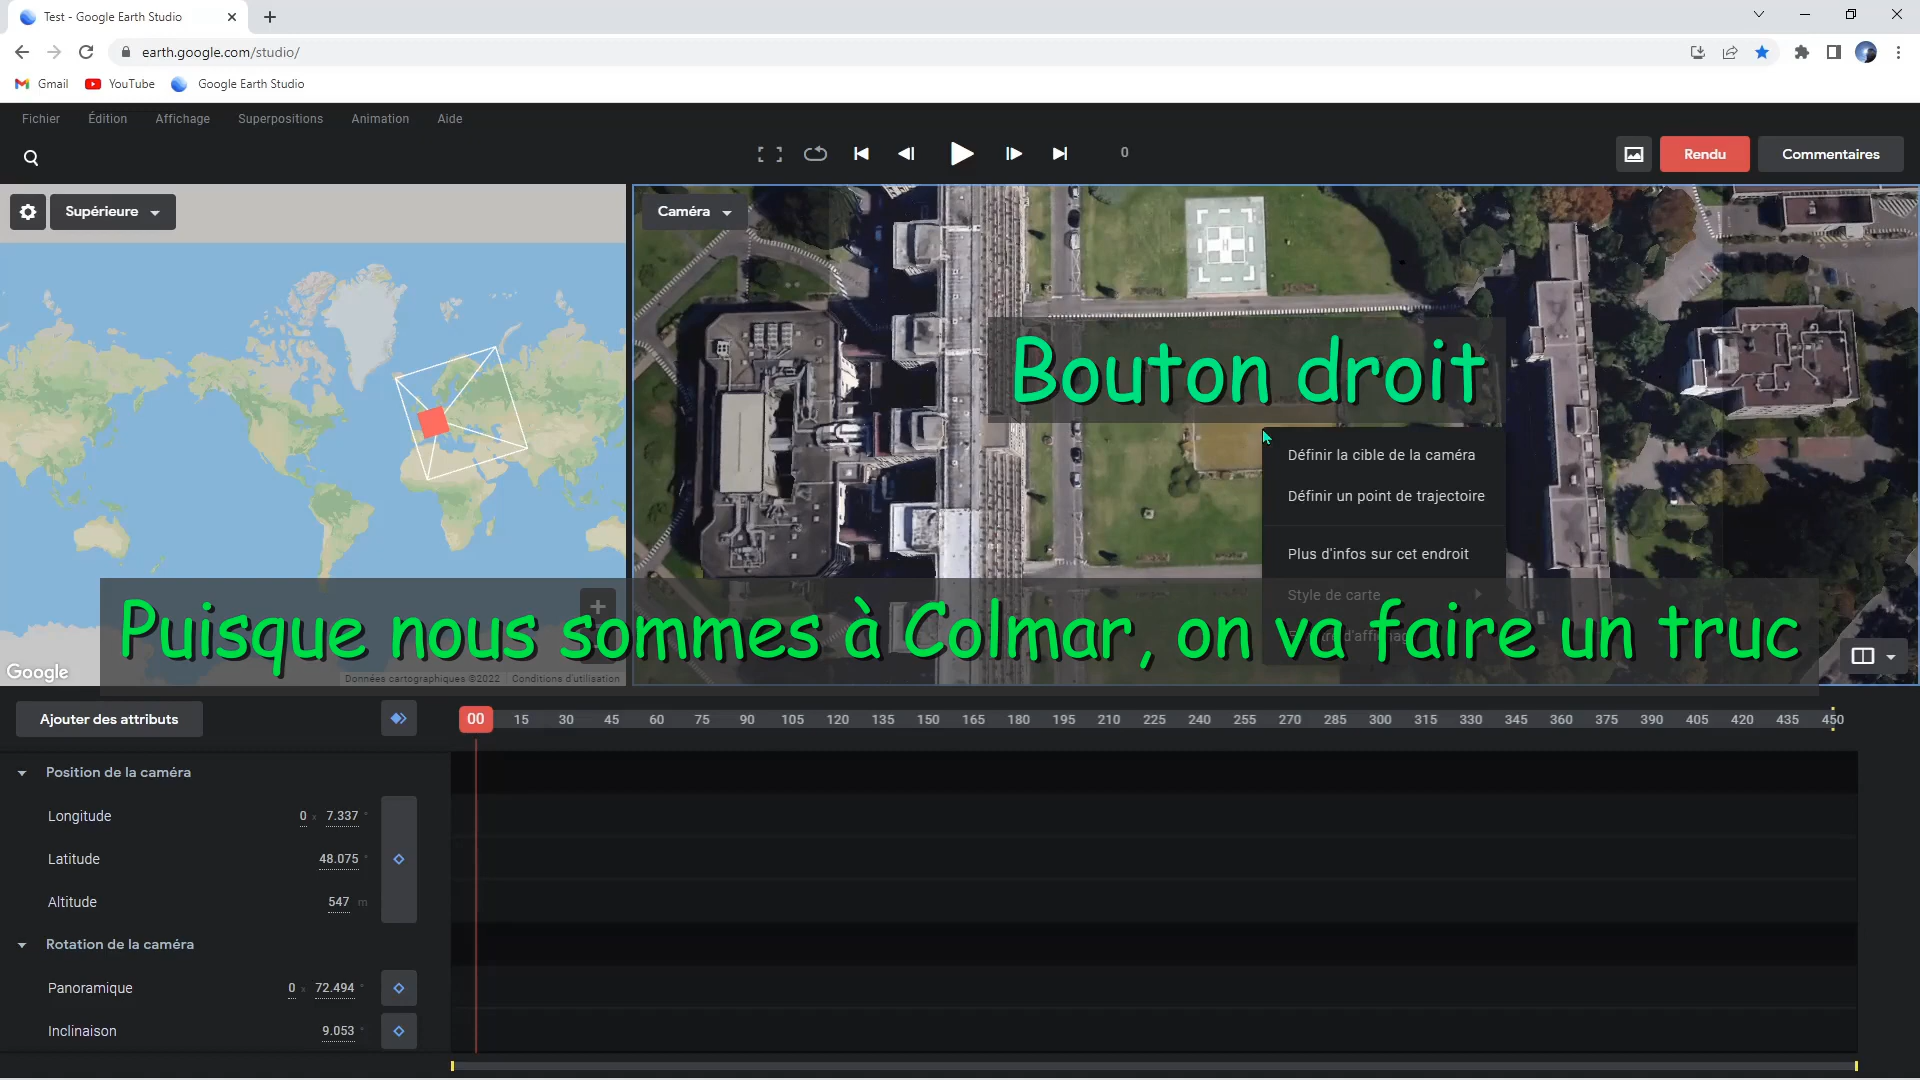 Test - Google Earth Studio
earth.google.com/studio/
Gmail
YouTube
Google Earth Studio
Fichier
Édition
Affichage
Superpositions
Animation
Aide
0
Rendu
Commentaires
Supérieure
Caméra
H
Bouton droit
Définir la cible de la caméra
Définir un point de trajectoire
Plus d'infos sur cet endroit
Style de carte
Puisque nous sommes à Colmar, on va faire un truc
Google
Données cartographiques ©2022
Conditions d'utilisation
Ajouter des attributs
00 15 30 45 60 75 90 105 120 135 150 165 180 195 210 225 240 255 270 285 300 315 330 345 360 375 390 405 420 435 450
Position de la caméra
Longitude 0 x 7.337 °
Latitude 48.075 °
Altitude 547 m
Rotation de la caméra
Panoramique 0 x 72.494 °
Inclinaison 9.053 °